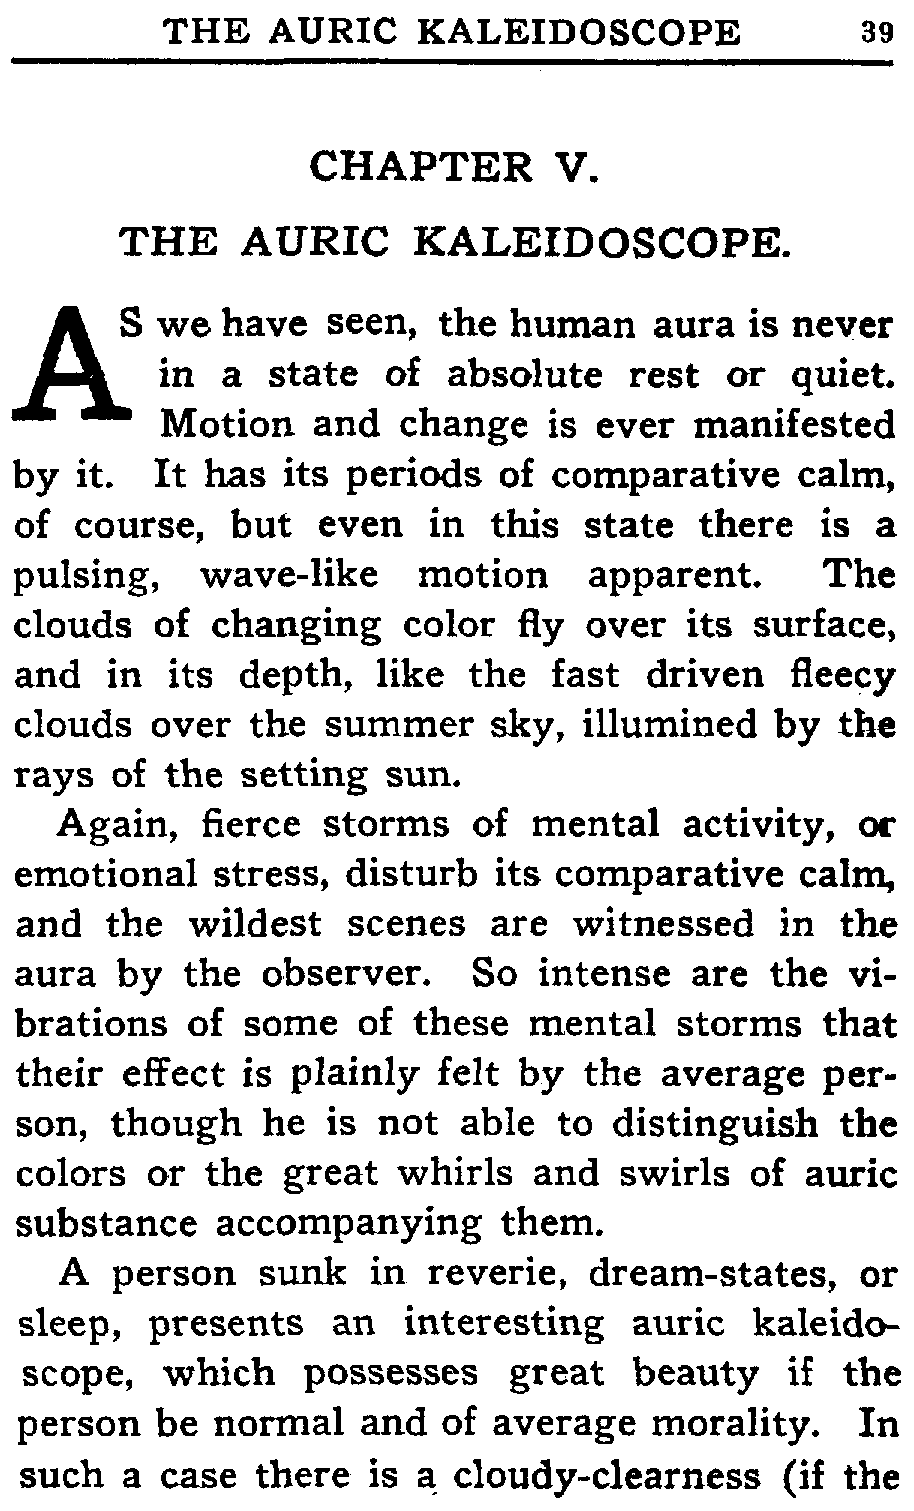 THE AURIC KALEIDOSCOPE 39
CHAPTER V.
THE AURIC KALEIDOSCOPE.
AS we have seen, the human aura is never
in a state of absolute rest or quiet.
Motion and change is ever manifested
by it. It has its periods of comparative calm,
of course, but even in this state there is a
pulsing, wave-like motion apparent. The
clouds of changing color fly over its surface,
and in its depth, like the fast driven fleecy
clouds over the summer sky, illumined by the
rays of the setting sun.
Again, fierce storms of mental activity, or
emotional stress, disturb its comparative calm,
and the wildest scenes are witnessed in the
aura by the observer. So intense are the vi-
brations of some of these mental storms that
their effect is plainly felt by the average per-
son, though he is not able to distinguish the
colors or the great whirls and swirls of auric
substance accompanying them.
A person sunk in reverie, dream-states, or
sleep, presents an interesting auric kaleido-
scope, which possesses great beauty if the
person be normal and of average morality. In
such a case there is a cloudy-clearness (if the